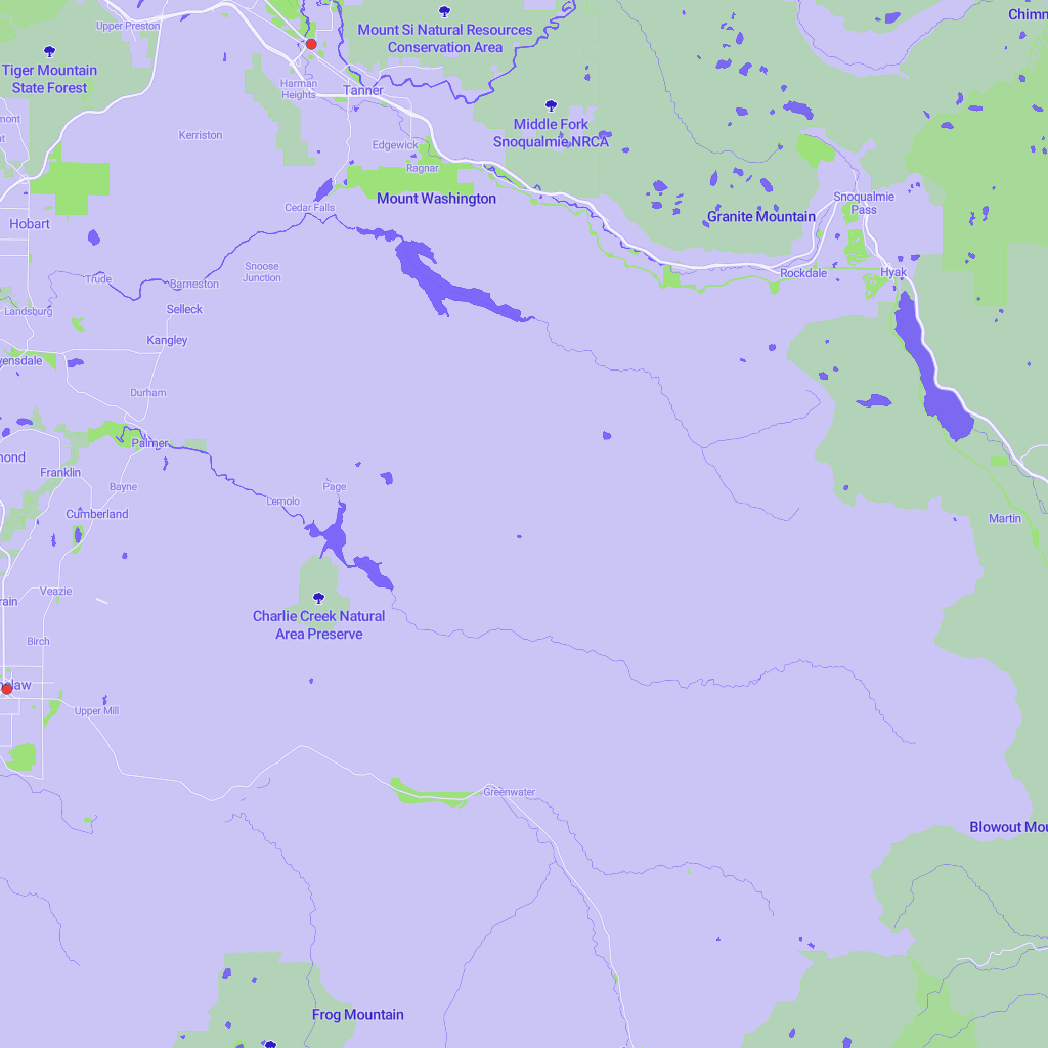 Upper Preston
Mount Si Natural Resources
Conservation Area
Chimn
Tiger Mountain
State Forest
Harman
Heights
Tanner
mont
Middle Fork
Snoqualmie NRCA
Kerriston
Edgewick
Ragnar
Mount Washington
Snoqualmie
Pass
Cedar Falls
Granite Mountain
Hobart
Snoose
Junction
Trude
Barneston
Rockdale
Hyak
Landsburg
Selleck
Kangley
vensdale
Durham
Palmer
mond
Franklin
Bayne
Page
Lemolo
Cumberland
Martin
Veazie
Charlie Creek Natural
Area Preserve
Birch
Upper Mill
Greenwater
Blowout Mou
Frog Mountain